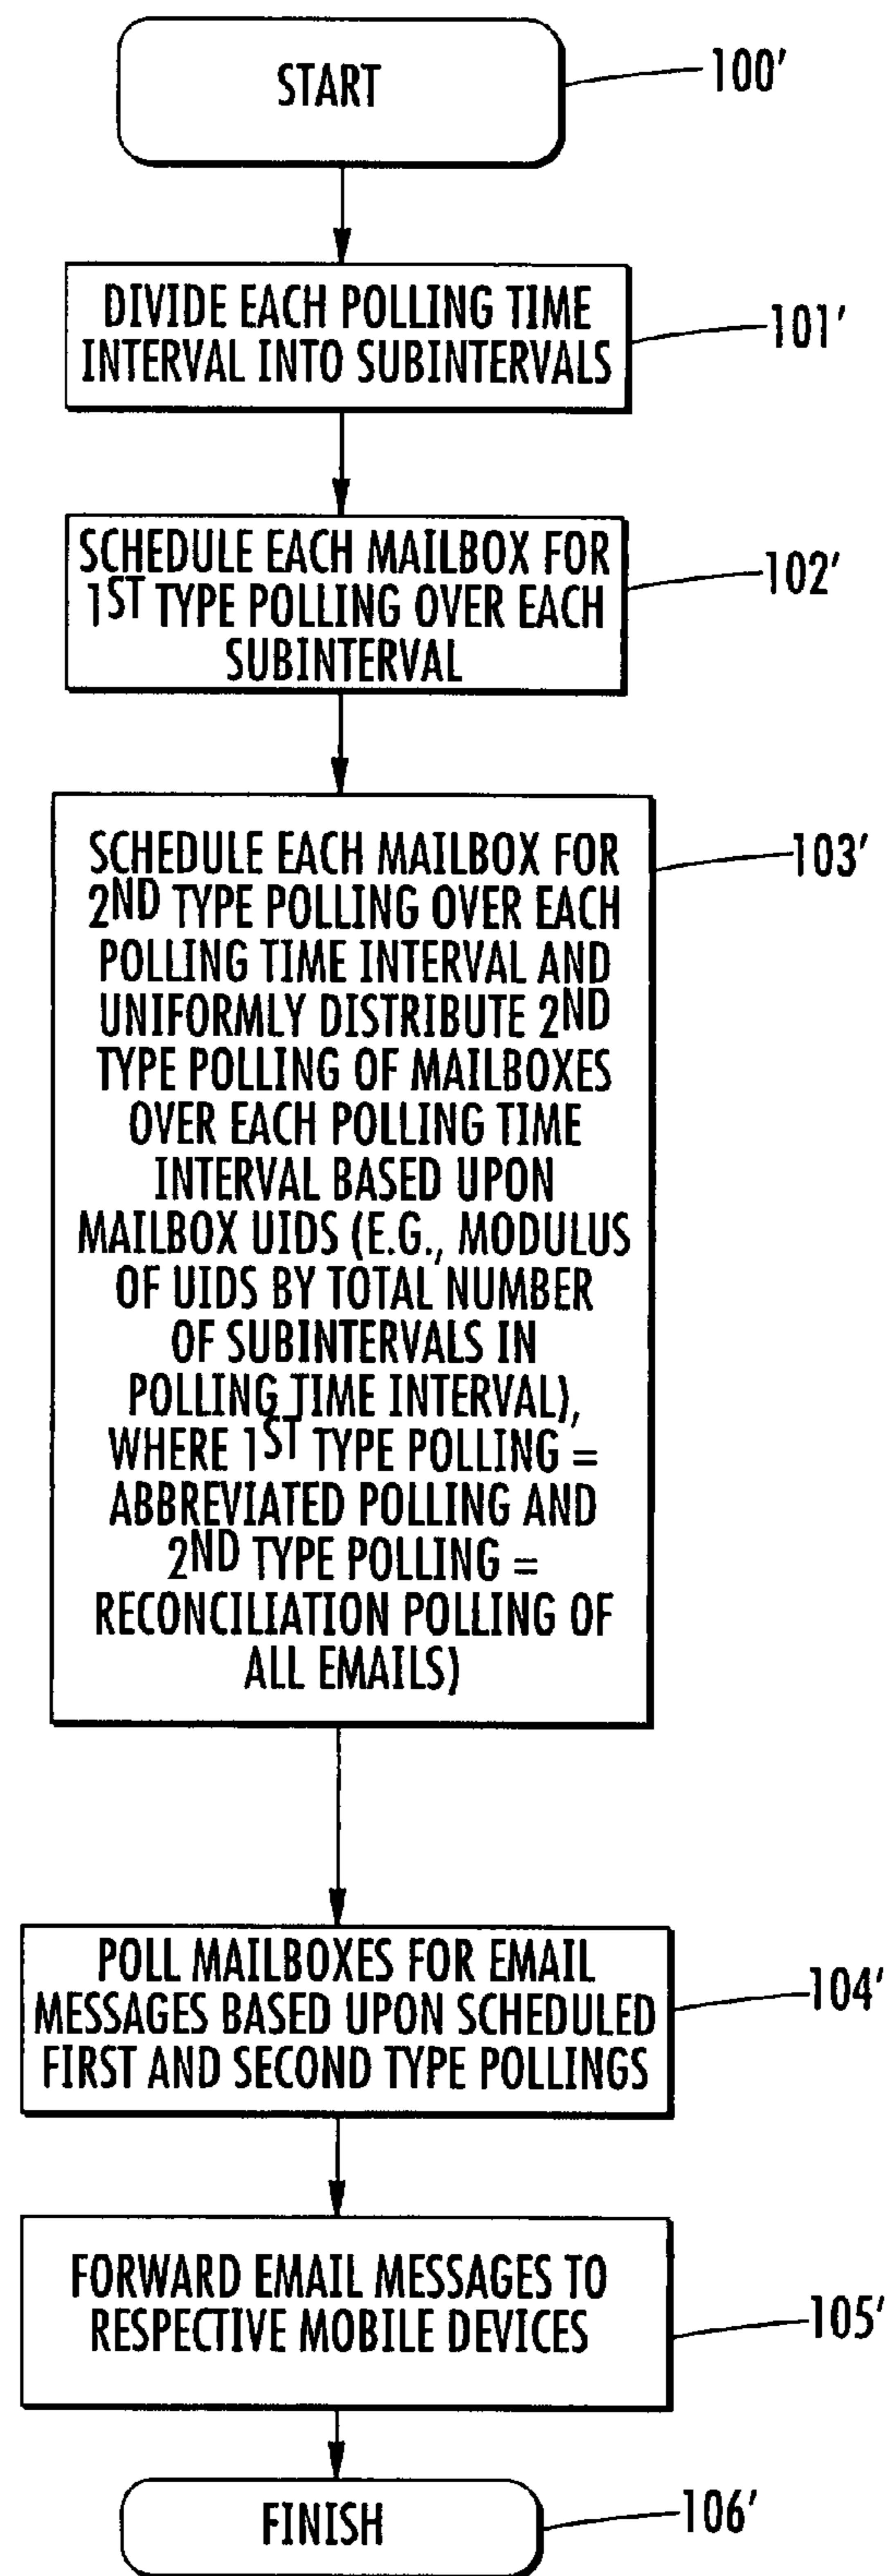 START
100'
DIVIDE EACH POLLING TIME
INTERVAL INTO SUBINTERVALS
101'
SCHEDULE EACH MAILBOX FOR
1ST TYPE POLLING OVER EACH
SUBINTERVAL
102'
SCHEDULE EACH MAILBOX FOR
2ND TYPE POLLING OVER EACH
POLLING TIME INTERVAL AND
UNIFORMLY DISTRIBUTE 2ND
TYPE POLLING OF MAILBOXES
OVER EACH POLLING TIME
INTERVAL BASED UPON
MAILBOX UIDS (E.G., MODULUS
OF UIDS BY TOTAL NUMBER
OF SUBINTERVALS IN
POLLING TIME INTERVAL),
WHERE 1ST TYPE POLLING =
ABBREVIATED POLLING AND
2ND TYPE POLLING =
RECONCILIATION POLLING OF
ALL EMAILS)
103'
POLL MAILBOXES FOR EMAIL
MESSAGES BASED UPON SCHEDULED
FIRST AND SECOND TYPE POLLINGS
104'
FORWARD EMAIL MESSAGES TO
RESPECTIVE MOBILE DEVICES
105'
FINISH
106'